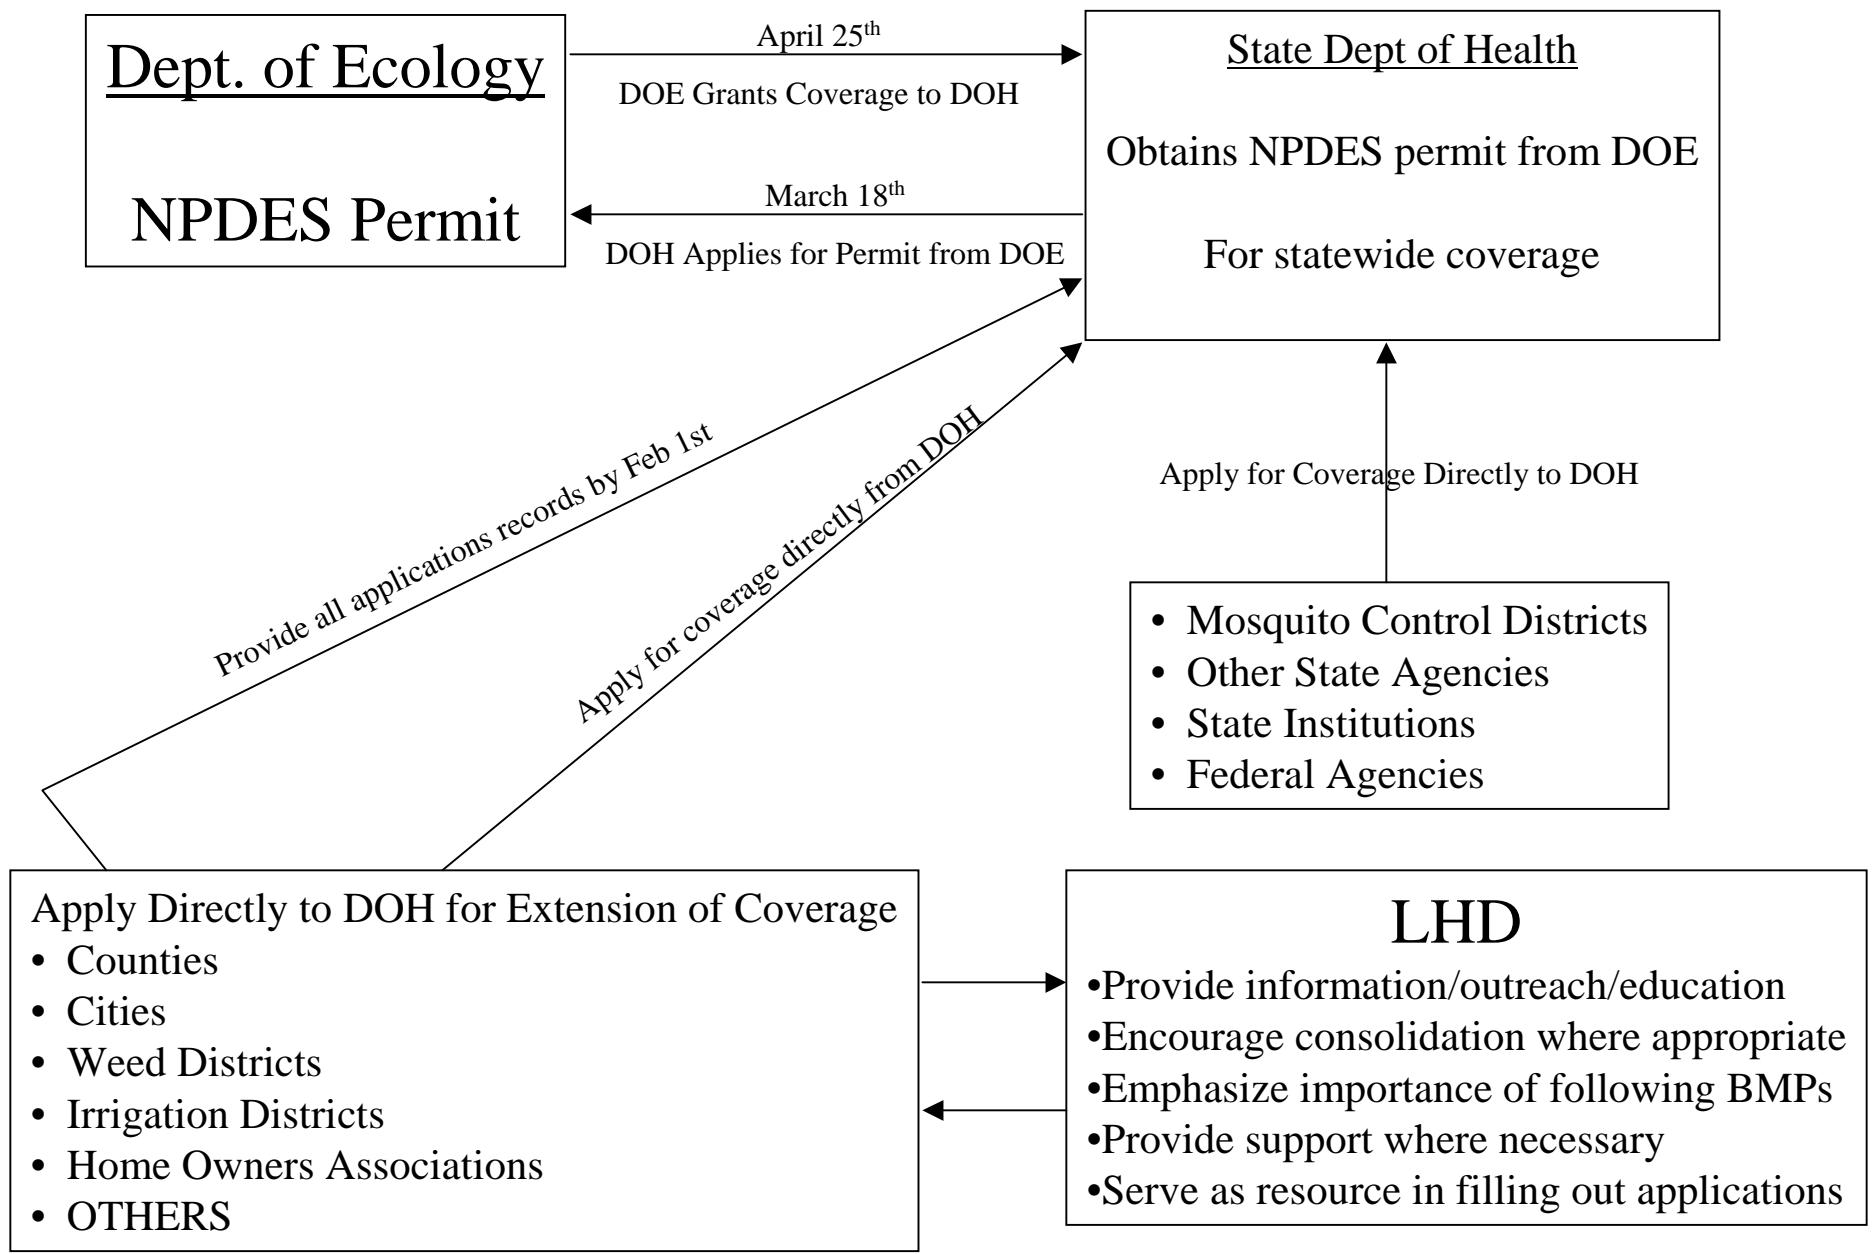 Dept. of Ecology
NPDES Permit
April 25th
DOE Grants Coverage to DOH
March 18th
DOH Applies for Permit from DOE
State Dept of Health
Obtains NPDES permit from DOE
For statewide coverage
Provide all applications records by Feb 1st
Apply for coverage directly from DOH
Apply for Coverage Directly to DOH
• Mosquito Control Districts
• Other State Agencies
• State Institutions
• Federal Agencies
Apply Directly to DOH for Extension of Coverage
• Counties
• Cities
• Weed Districts
• Irrigation Districts
• Home Owners Associations
• OTHERS
LHD
•Provide information/outreach/education
•Encourage consolidation where appropriate
•Emphasize importance of following BMPs
•Provide support where necessary
•Serve as resource in filling out applications